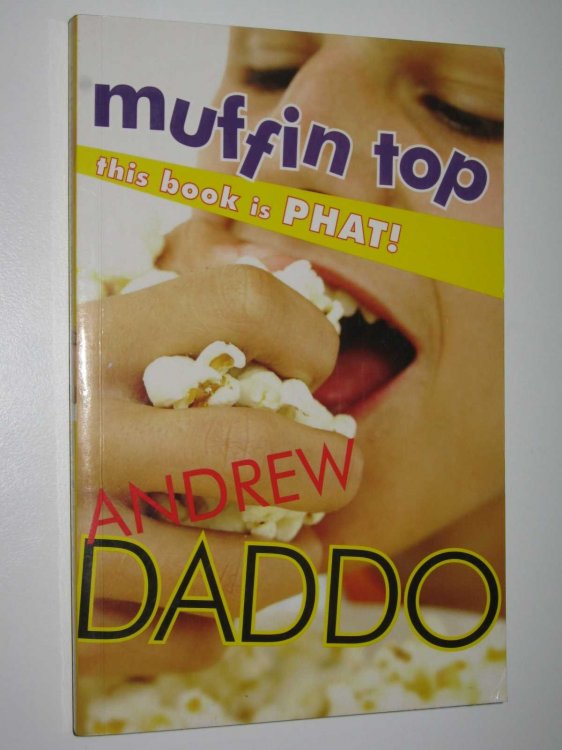 muffin top
this book is PHAT!
ANDREW
DADDO